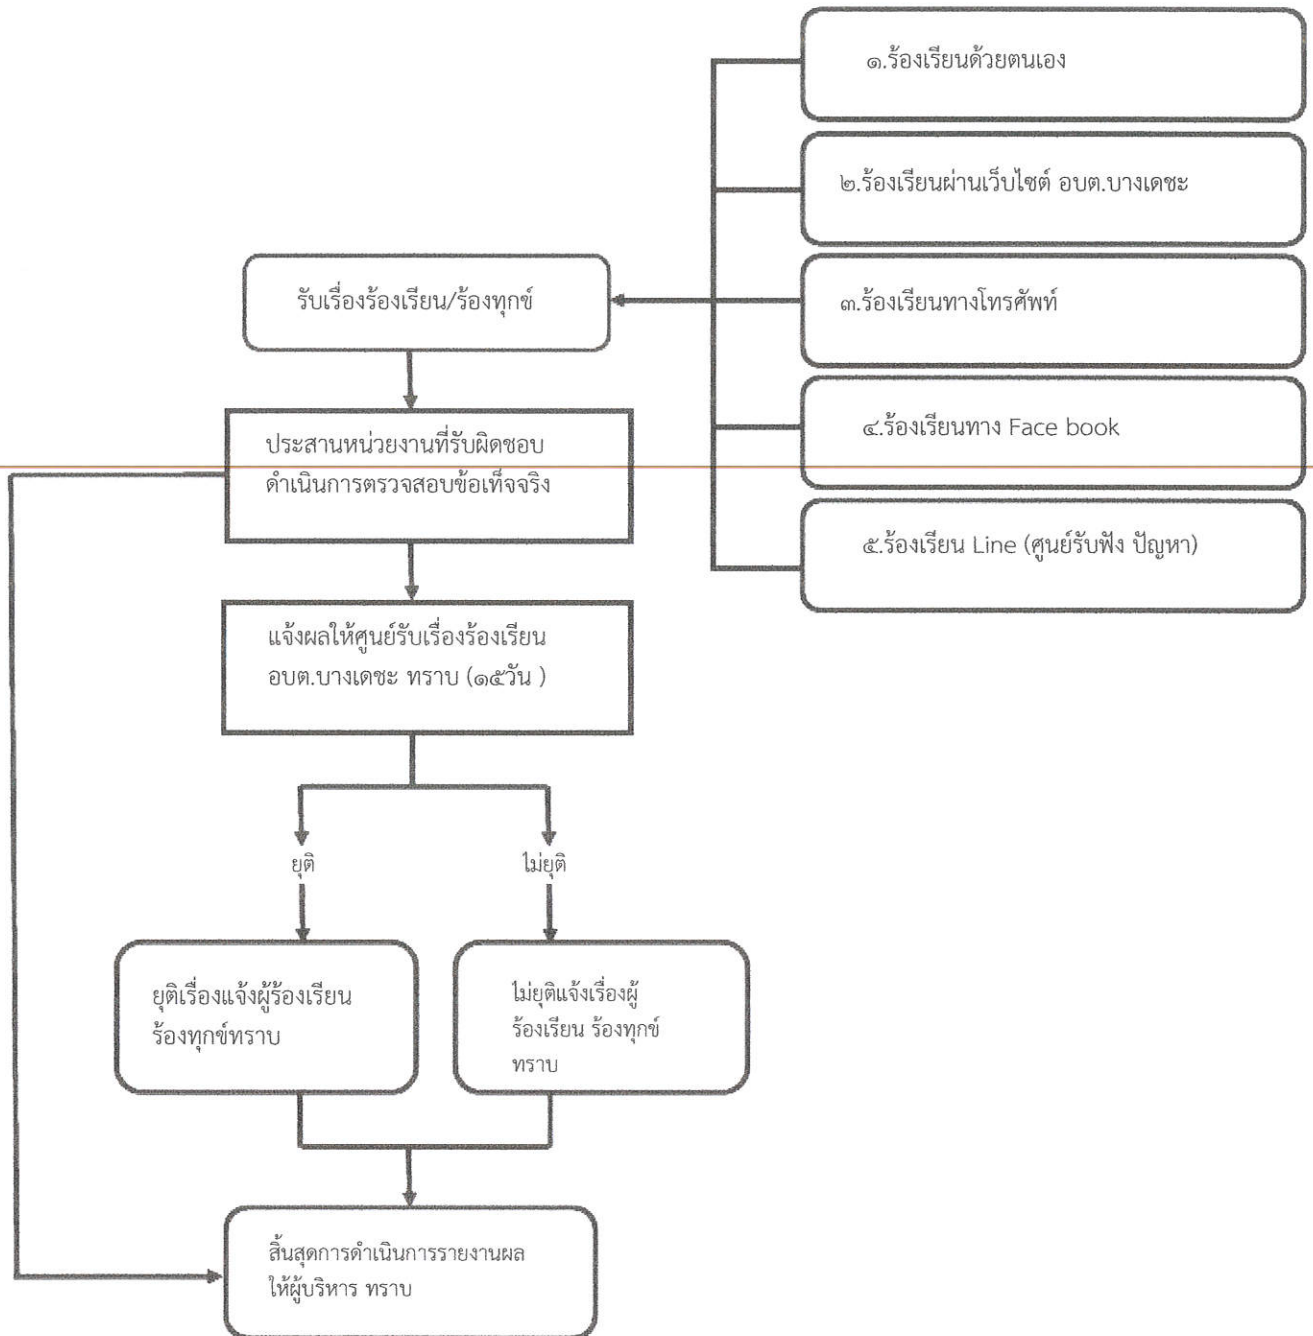 ๑.ร้องเรียนด้วยตนเอง
๒.ร้องเรียนผ่านเว็บไซต์ อบต.บางเดชะ
๓.ร้องเรียนทางโทรศัพท์
๔.ร้องเรียนทาง Face book
๕.ร้องเรียน Line (ศูนย์รับฟัง ปัญหา)
รับเรื่องร้องเรียน/ร้องทุกข์
ประสานหน่วยงานที่รับผิดชอบ
ดำเนินการตรวจสอบข้อเท็จจริง
แจ้งผลให้ศูนย์รับเรื่องร้องเรียน
อบต.บางเดชะ ทราบ (๑๕วัน )
ยุติ
ไม่ยุติ
ยุติเรื่องแจ้งผู้ร้องเรียน
ร้องทุกข์ทราบ
ไม่ยุติแจ้งเรื่องผู้
ร้องเรียน ร้องทุกข์
ทราบ
สิ้นสุดการดำเนินการรายงานผล
ให้ผู้บริหาร ทราบ